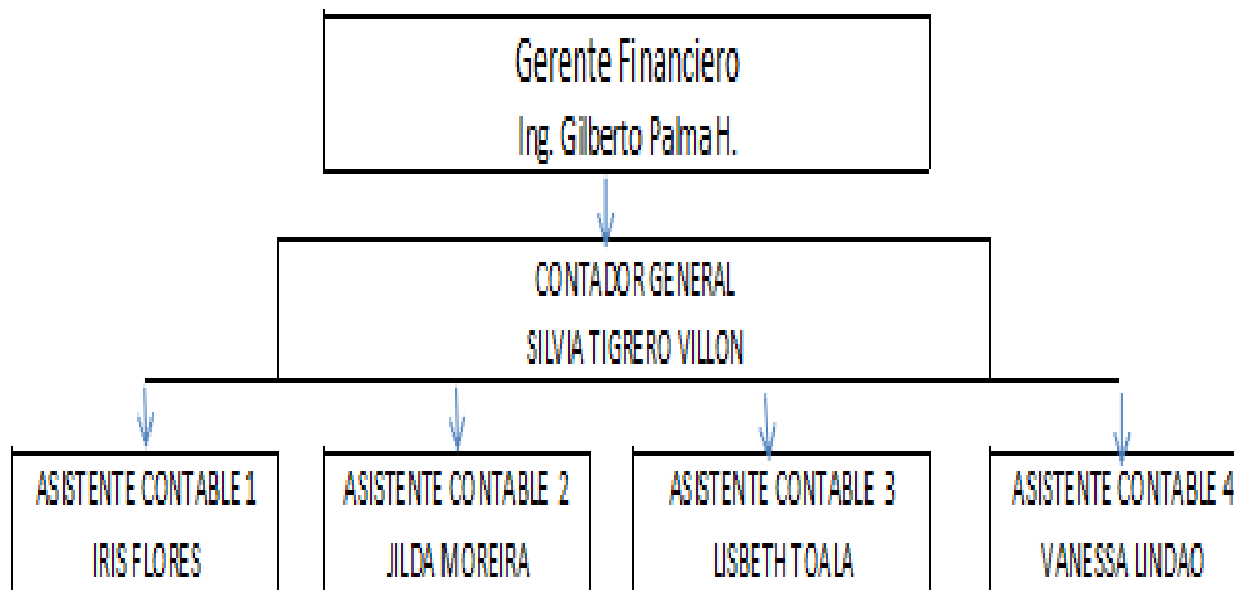 Gerente Financiero
Ing. Gilberto Palma H.
CONTADOR GENERAL
SILVIA TIGRERO VILLON
ASISTENTE CONTABLE 1
IRIS FLORES
ASISTENTE CONTABLE 2
JILDA MOREIRA
ASISTENTE CONTABLE 3
LISBETH TOALA
ASISTENTE CONTABLE 4
VANESSA LINDAO